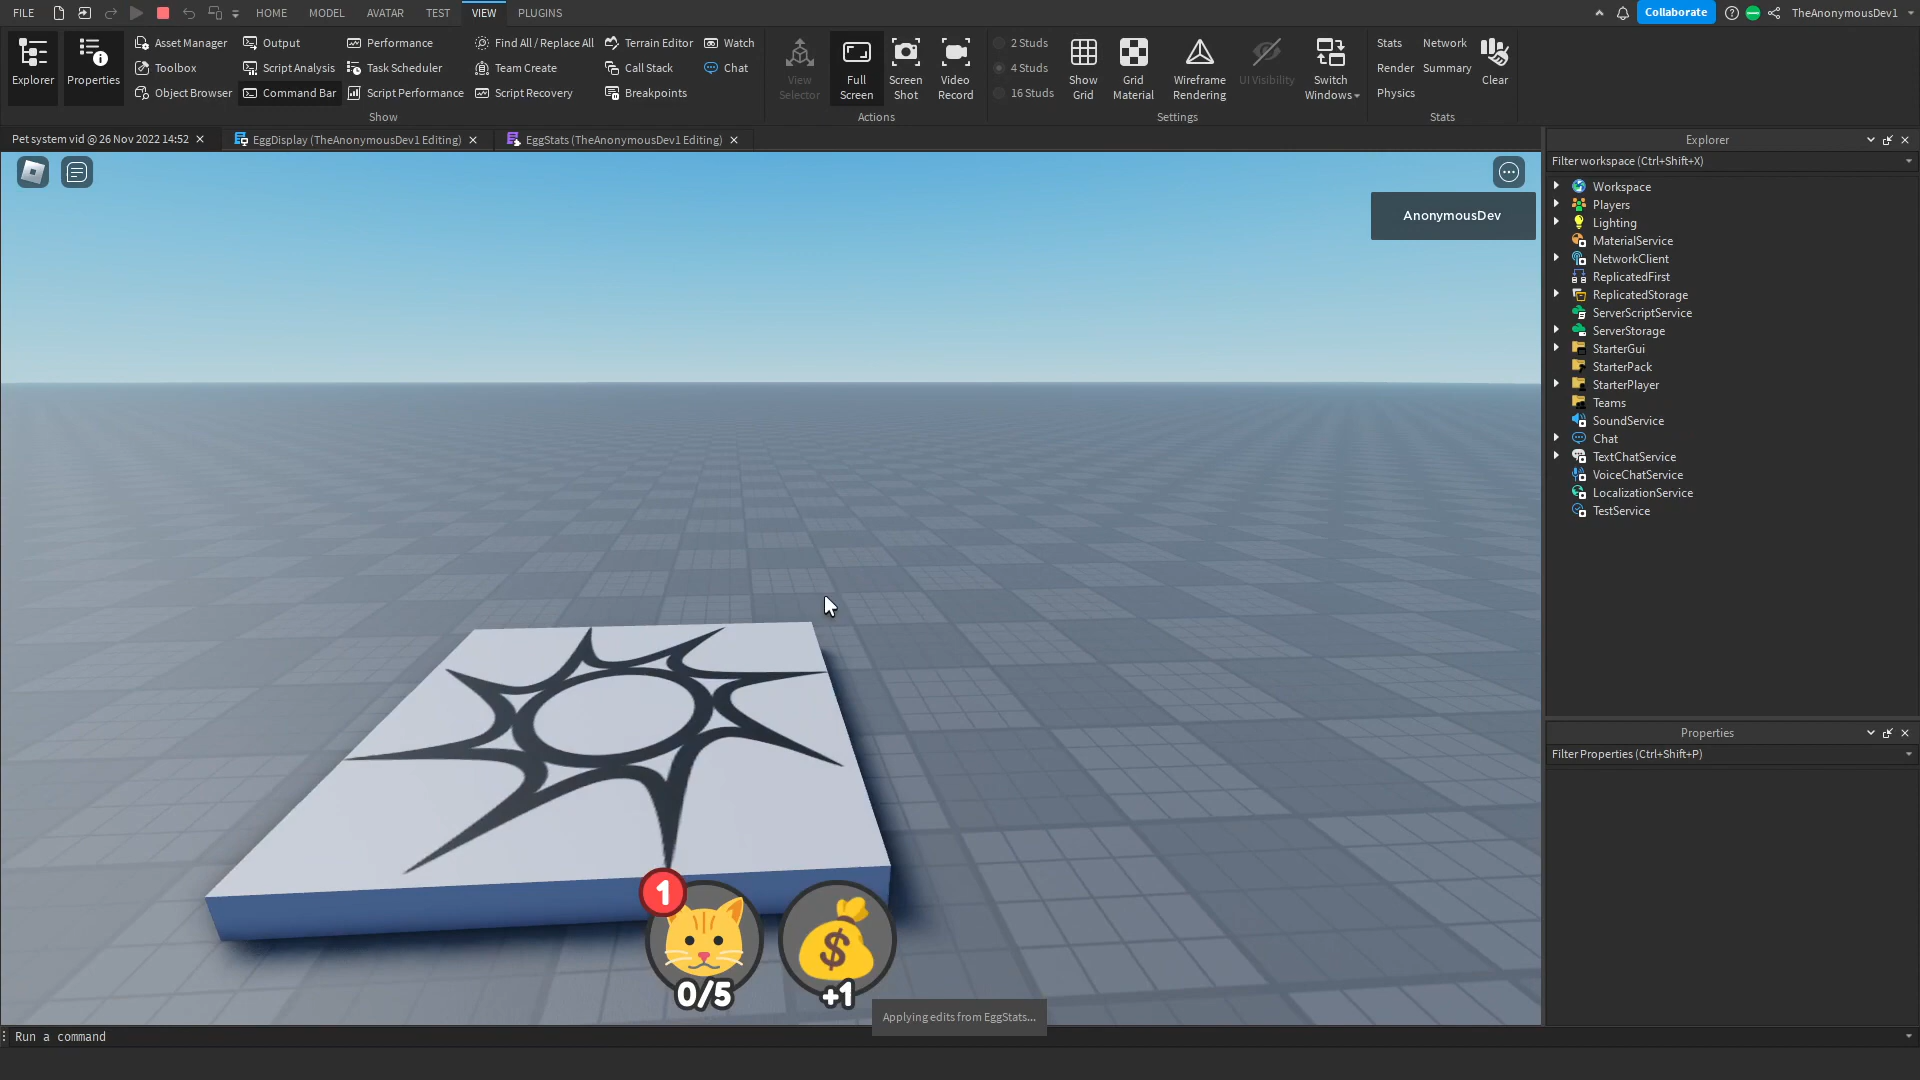 FILE HOME MODEL AVATAR TEST VIEW PLUGINS Collaborate TheAnonymousDev1
Explorer
Properties
Asset Manager
Toolbox
Object Browser
Output
Script Analysis
Command Bar
Performance
Task Scheduler
Script Performance
Find All / Replace All
Team Create
Script Recovery
Terrain Editor
Call Stack
Breakpoints
Watch
Chat
Show
View
Selector
Full
Screen
Screen
Shot
Video
Record
Actions
2 Studs
4 Studs
16 Studs
Show
Grid
Grid
Material
Wireframe
Rendering
UI Visibility
Switch
Windows
Settings
Stats
Render
Physics
Network
Summary
Clear
Stats
Pet system vid @ 26 Nov 2022 14:52
EggDisplay (TheAnonymousDev1 Editing)
EggStats (TheAnonymousDev1 Editing)
AnonymousDev
1
0/5
$
+1
Applying edits from EggStats...
Run a command
Explorer
Filter workspace (Ctrl+Shift+X)
Workspace
Players
Lighting
MaterialService
NetworkClient
ReplicatedFirst
ReplicatedStorage
ServerScriptService
ServerStorage
StarterGui
StarterPack
StarterPlayer
Teams
SoundService
Chat
TextChatService
VoiceChatService
LocalizationService
TestService
Properties
Filter Properties (Ctrl+Shift+P)